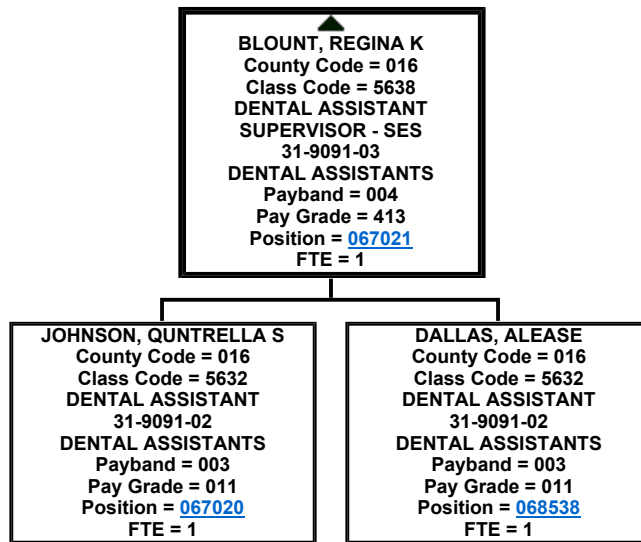 BLOUNT, REGINA K
County Code = 016
Class Code = 5638
DENTAL ASSISTANT
SUPERVISOR - SES
31-9091-03
DENTAL ASSISTANTS
Payband = 004
Pay Grade = 413
Position = 067021
FTE = 1
JOHNSON, QUNTRELLA S
County Code = 016
Class Code = 5632
DENTAL ASSISTANT
31-9091-02
DENTAL ASSISTANTS
Payband = 003
Pay Grade = 011
Position = 067020
FTE = 1
DALLAS, ALEASE
County Code = 016
Class Code = 5632
DENTAL ASSISTANT
31-9091-02
DENTAL ASSISTANTS
Payband = 003
Pay Grade = 011
Position = 068538
FTE = 1